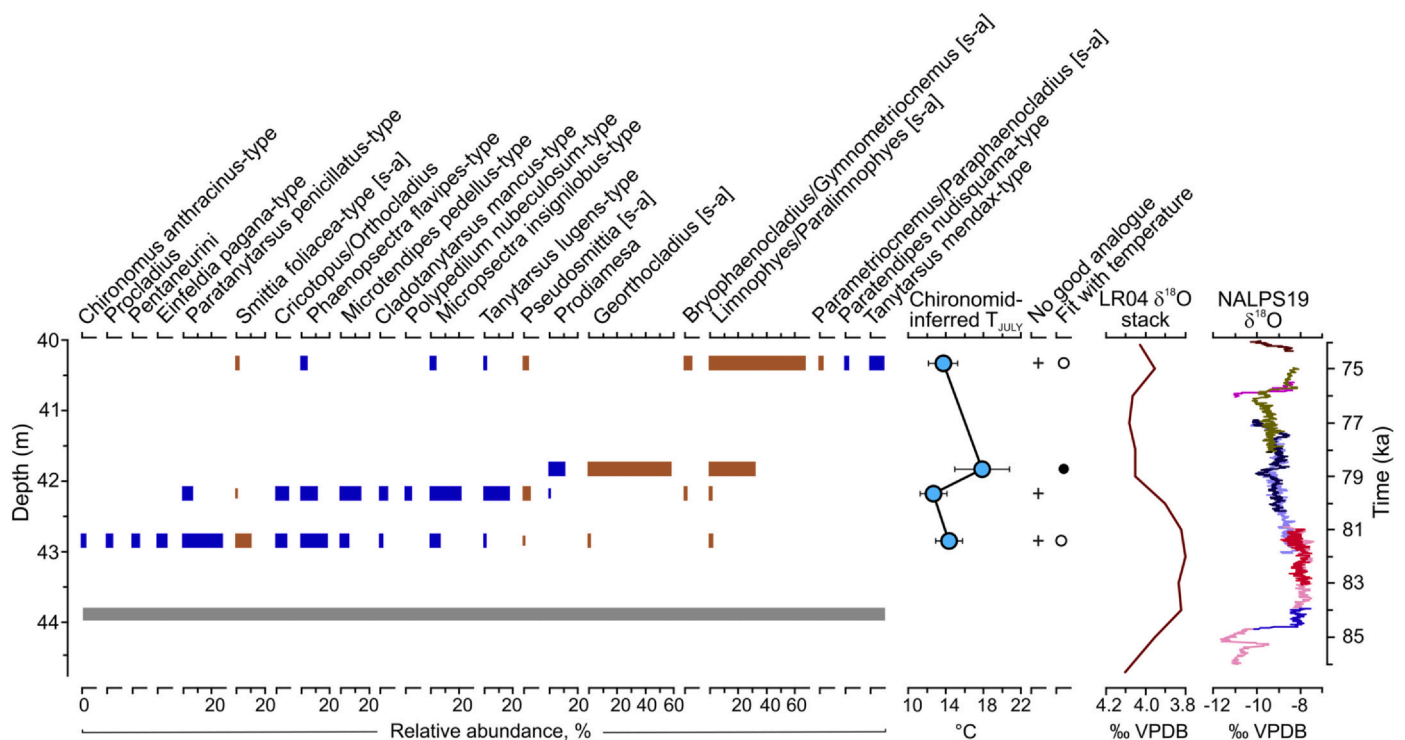 Chironomus anthracinus-type
Procladius
Pentaneurini
Einfeldia pagana-type
Paratanytarsus penicillatus-type
Smittia foliacea-type [s-a]
Cricotopus/Orthocladius
Phaenopsectra flavipes-type
Microtendipes pedellus-type
Cladotanytarsus mancus-type
Polypedilum nubeculosum-type
Micropsectra insignilobus-type
Tanytarsus lugens-type
Pseudosmittia [s-a]
Prodiamesa
Georthocladius [s-a]
Bryophaenocladius/Gymnometriocnemus [s-a]
Limnophyes/Paralimnophyes [s-a]
Parametriocnemus/Paraphaenocladius [s-a]
Paratendipes nudisquama-type
Tanytarsus mendax-type
Chironomid-
inferred TJULY
No good analogue
Fit with temperature
LR04 δ18O
stack
NALPS19
δ18O
Depth (m)
40
41
42
43
44
+
+
+
75
77
79
81
83
85
Time (ka)
0 20 20 20 20 20 20 20 40 60 20 40 60
Relative abundance, %
10 14 18 22
°C
4.2 4.0 3.8
‰ VPDB
-12 -10 -8
‰ VPDB